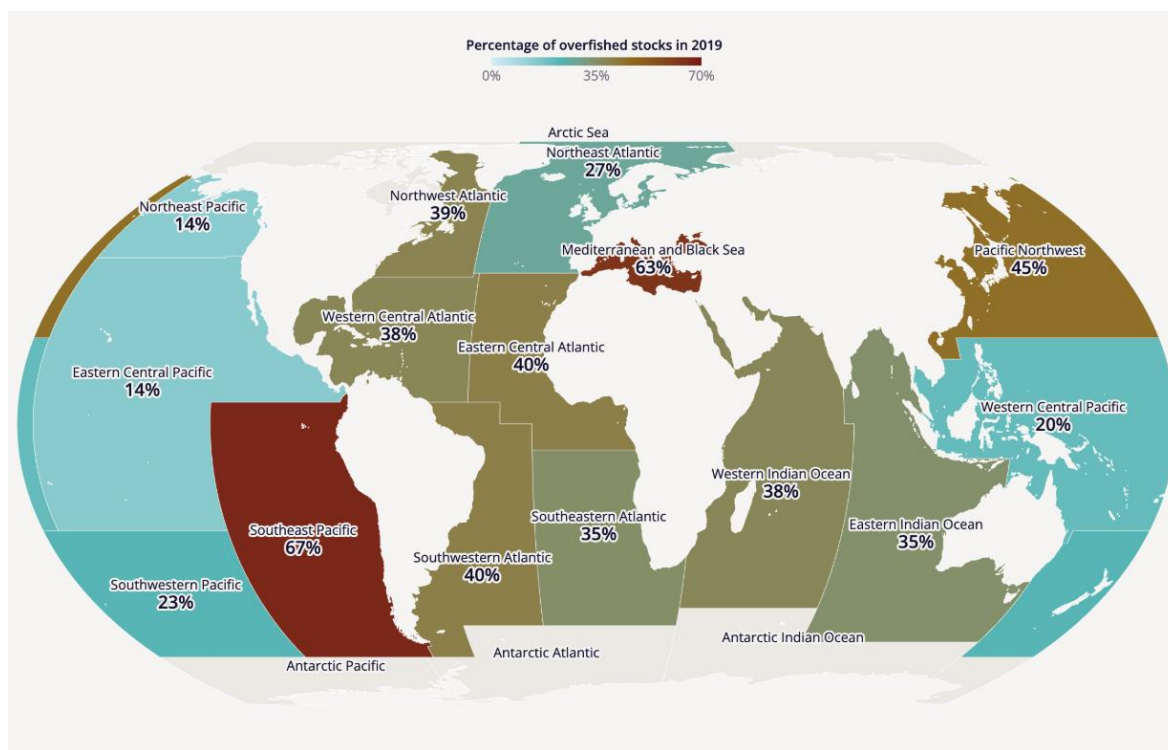 Percentage of overfished stocks in 2019
0% 35% 70%
Arctic Sea
Northeast Atlantic
27%
Northwest Atlantic
39%
Northeast Pacific
14%
Mediterranean and Black Sea
63%
Pacific Northwest
45%
Western Central Atlantic
38%
Eastern Central Atlantic
40%
Eastern Central Pacific
14%
Western Central Pacific
20%
Western Indian Ocean
38%
Southeast Pacific
67%
Southeastern Atlantic
35%
Eastern Indian Ocean
35%
Southwestern Atlantic
40%
Southwestern Pacific
23%
Antarctic Pacific
Antarctic Atlantic
Antarctic Indian Ocean